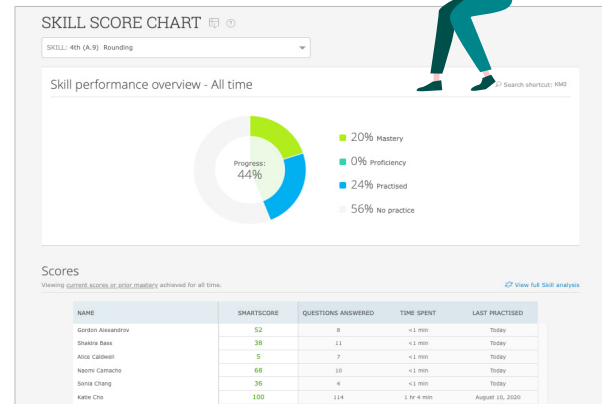 SKILL SCORE CHART
SKILL: 4th (A.9) Rounding
Skill performance overview - All time
Search shortcut: KM2
Progress:
44%
20% Mastery
0% Proficiency
24% Practised
56% No practice
Scores
Viewing current scores or prior mastery achieved for all time.
View full Skill analysis
NAME SMARTSCORE QUESTIONS ANSWERED TIME SPENT LAST PRACTISED
Gordon Alexandrov 52 8 <1 min Today
Shakira Bass 38 11 <1 min Today
Alice Caldwell 5 7 <1 min Today
Naomi Camacho 68 10 <1 min Today
Sonia Chang 36 4 <1 min Today
Katie Cho 100 114 1 hr 4 min August 10, 2020